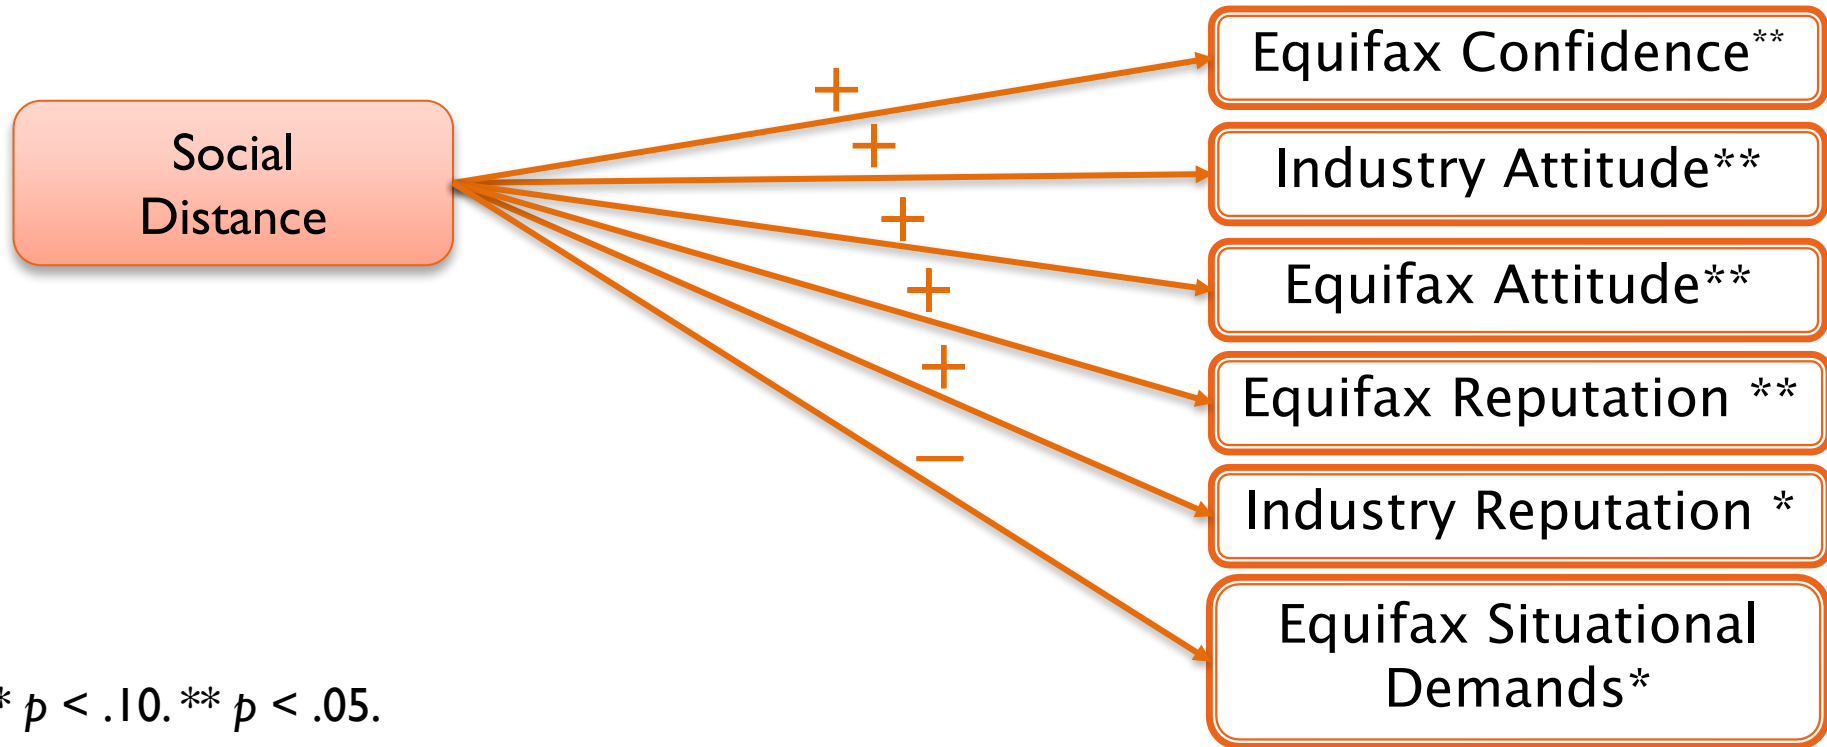 Social
Distance
+
+
+
+
+
–
Equifax Confidence**
Industry Attitude**
Equifax Attitude**
Equifax Reputation **
Industry Reputation *
Equifax Situational
Demands*
* p < .10. ** p < .05.